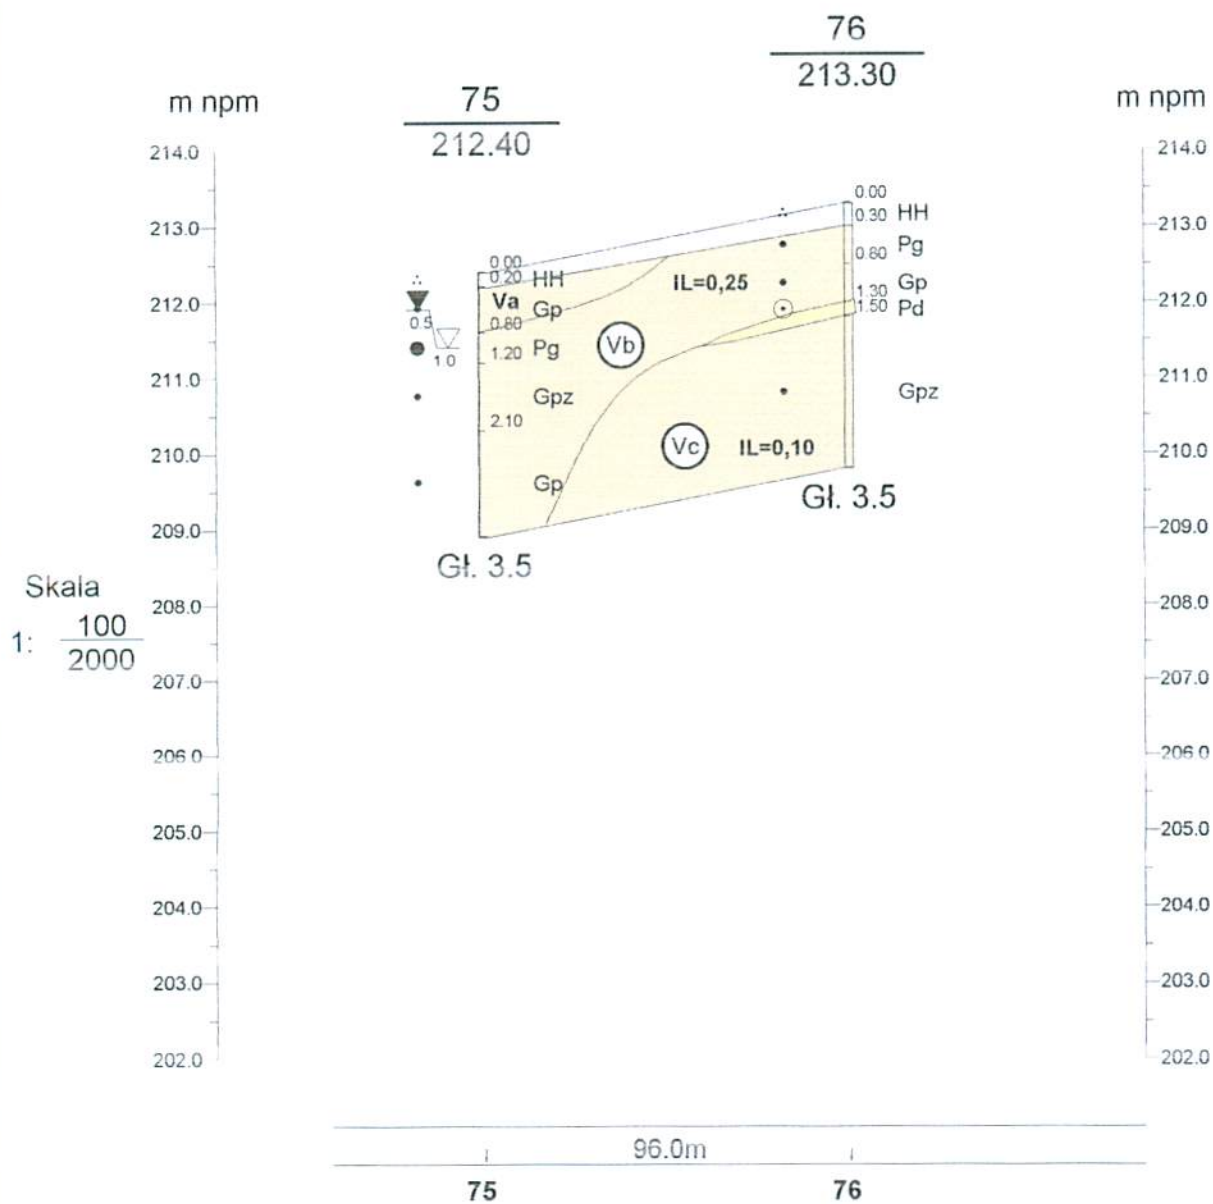 76
213.30
75
212.40
m npm
m npm
214.0
213.0
212.0
211.0
210.0
209.0
208.0
207.0
206.0
205.0
204.0
203.0
202.0
Skala
1: 100
2000
0.5
1.0
0.00
0.20 HH
Va Gp
0.80
1.20 Pg
Gpz
2.10
Gp
Gł. 3.5
IL=0,25
Vb
Vc
IL=0,10
0.00
0.30 HH
Pg
0.80
Gp
1.30
1.50 Pd
Gpz
Gł. 3.5
214.0
213.0
212.0
211.0
210.0
209.0
208.0
207.0
206.0
205.0
204.0
203.0
202.0
96.0m
75
76